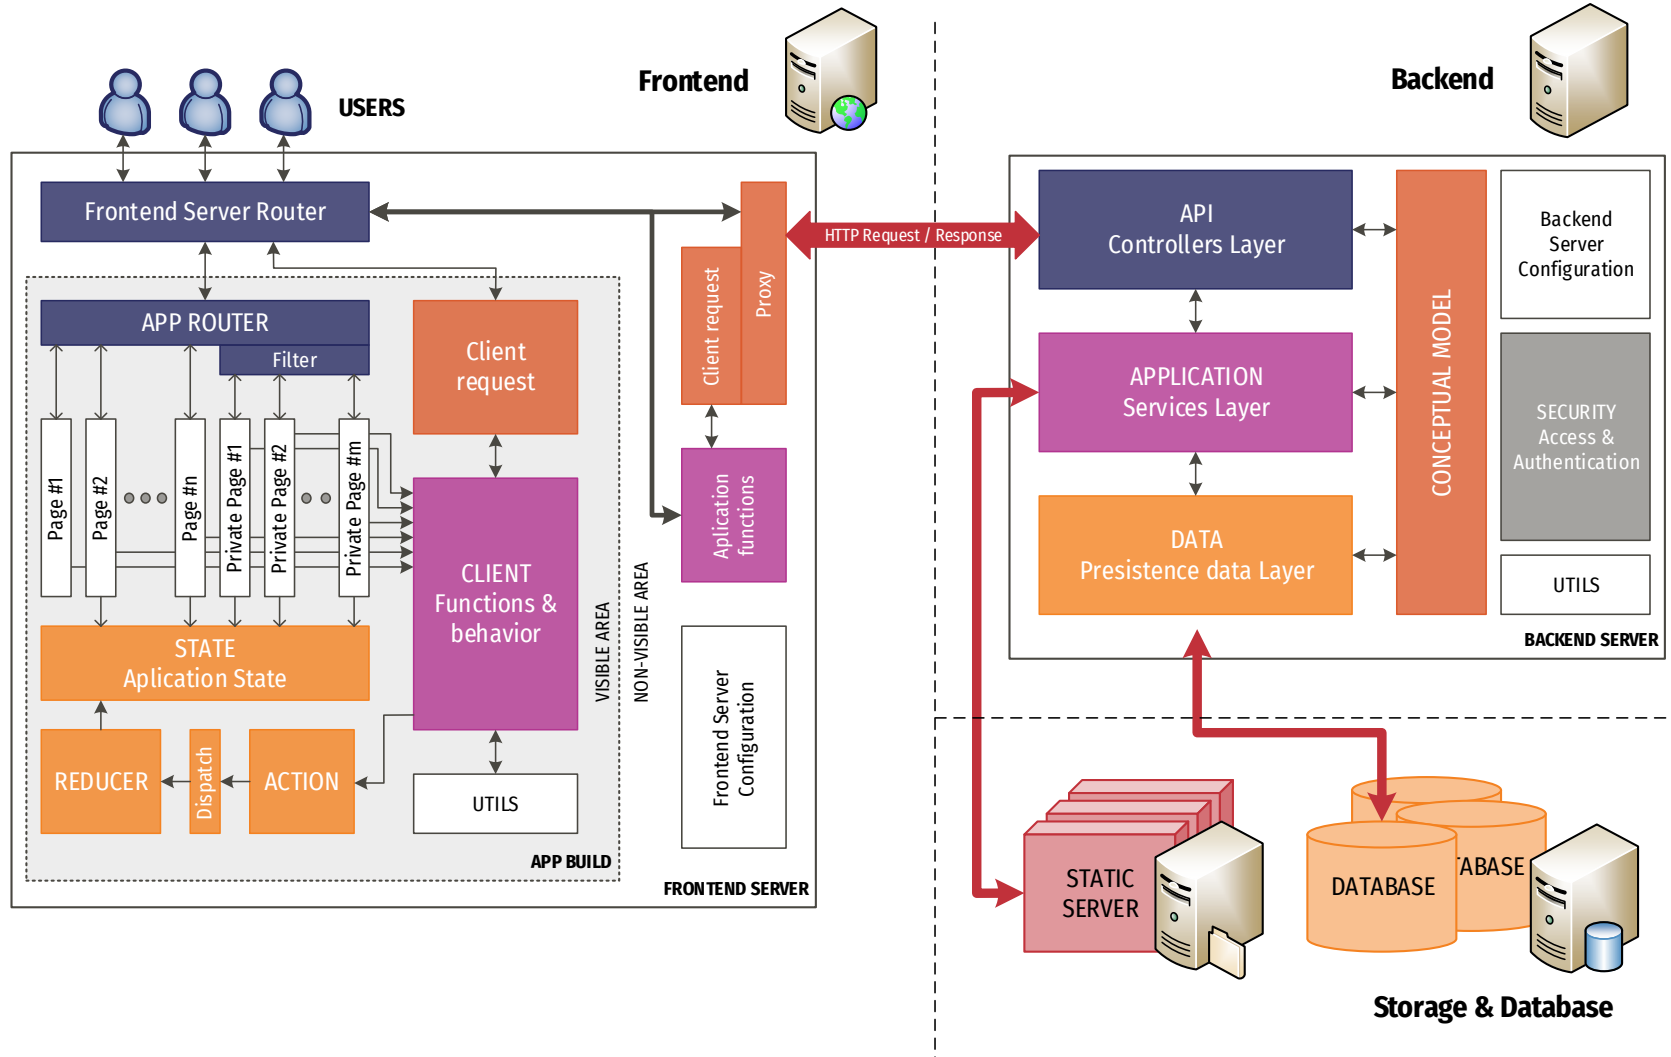 Frontend
Backend
USERS
Frontend Server Router
APP ROUTER
Filter
Client
request
Page #1
Page #2
Page #n
Private Page #1
Private Page #2
Private Page #m
CLIENT
Functions &
behavior
STATE
Aplication State
REDUCER
Dispatch
ACTION
UTILS
APP BUILD
VISIBLE AREA
NON-VISIBLE AREA
Client request
Proxy
Aplication
functions
Frontend Server
Configuration
FRONTEND SERVER
HTTP Request / Response
API
Controllers Layer
APPLICATION
Services Layer
DATA
Presistence data Layer
CONCEPTUAL MODEL
Backend
Server
Configuration
SECURITY
Access &
Authentication
UTILS
BACKEND SERVER
STATIC
SERVER
DATABASE
ABASE
Storage & Database